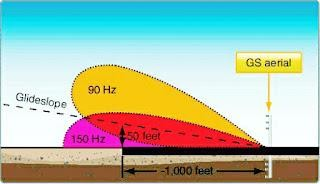 90 Hz
GS aerial
Glideslope
150 Hz
50 feet
1,000 feet